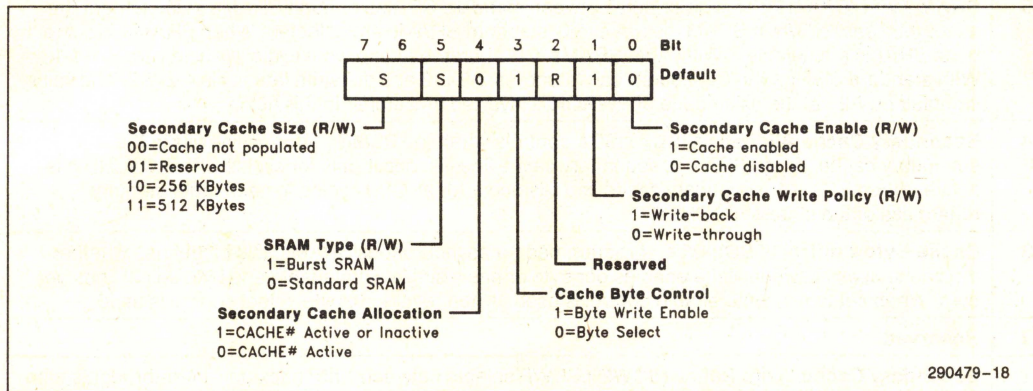 7 6 5 4 3 2 1 0 Bit
S S 0 1 R 1 0 Default
Secondary Cache Size (R/W)
00=Cache not populated
01=Reserved
10=256 KBytes
11=512 KBytes
SRAM Type (R/W)
1=Burst SRAM
0=Standard SRAM
Secondary Cache Allocation
1=CACHE# Active or Inactive
0=CACHE# Active
Secondary Cache Enable (R/W)
1=Cache enabled
0=Cache disabled
Secondary Cache Write Policy (R/W)
1=Write-back
0=Write-through
Reserved
Cache Byte Control
1=Byte Write Enable
0=Byte Select
290479-18